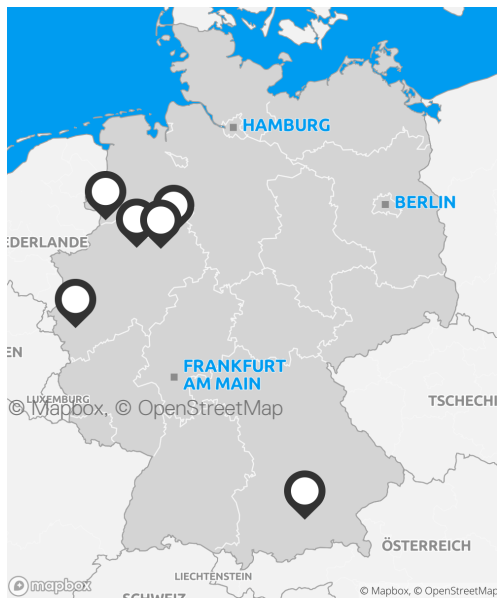 HAMBURG
BERLIN
EDERLANDE
FRANKFURT
AM MAIN
EN
LUXEMBURG
© Mapbox, © OpenStreetMap
TSCHECHI
ÖSTERREICH
LIECHTENSTEIN
SCHWEIZ
mapbox
© Mapbox, © OpenStreetMap